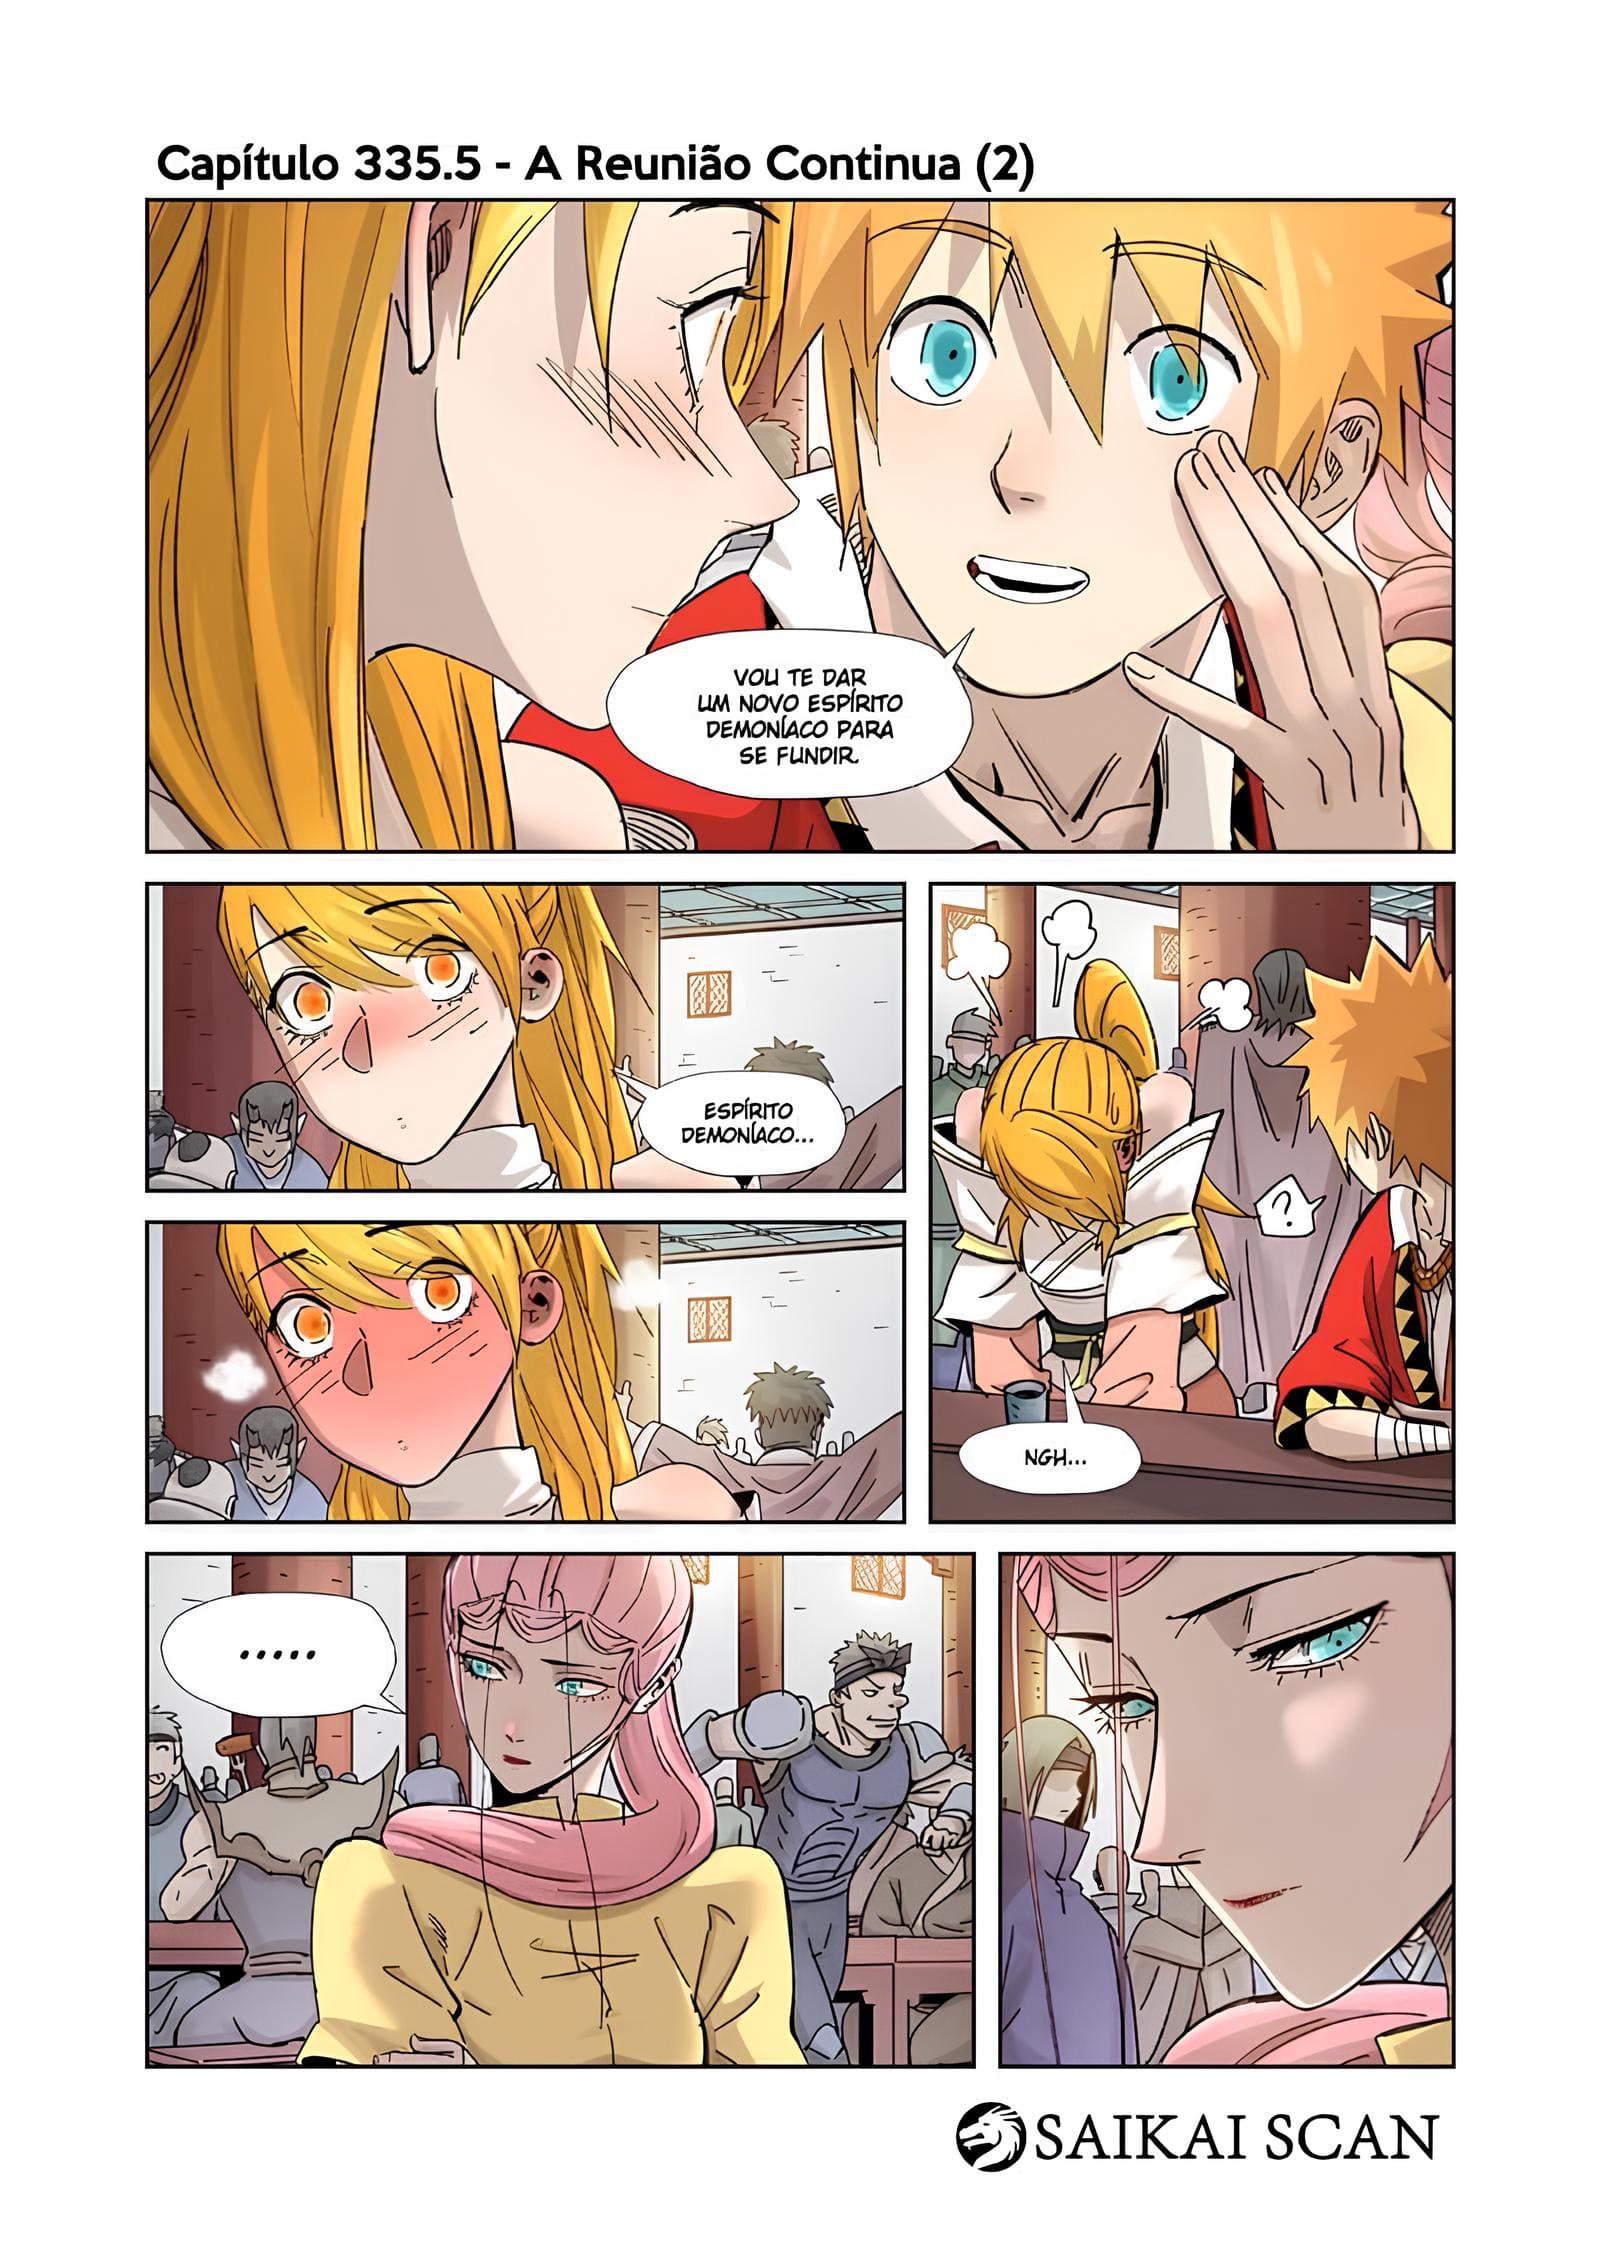 Capítulo 335.5 - A Reunião Continua (2)
VOU TE DAR
UM NOVO ESPÍRITO
DEMONÍACO PARA
SE FUNDIR.
ESPÍRITO
DEMONÍACO...
?
NGH...
.....
SAIKAI SCAN